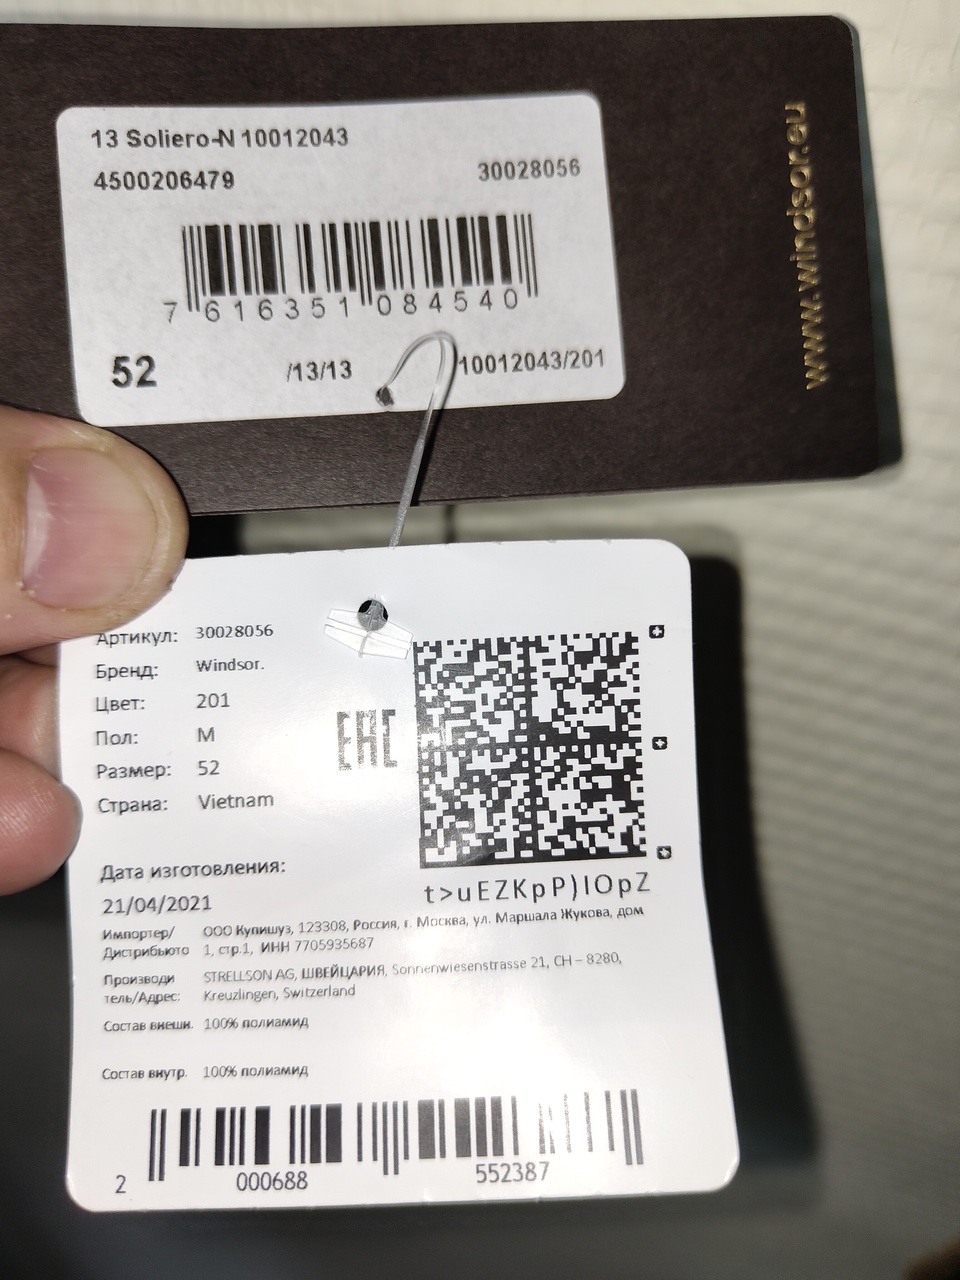 13 Soliero-N 10012043
4500206479 30028056
7 616351 084540
52 /13/13 10012043/201
www.windsor.eu
Артикул: 30028056
Бренд: Windsor.
Цвет: 201
Пол: M
Размер: 52
Страна: Vietnam
EAC
t>uEZKpP)IOpZ
Дата изготовления:
21/04/2021
Импортер/ ООО Купишуз, 123308, Россия, г. Москва, ул. Маршала Жукова, дом
Дистрибьюто 1, стр.1, ИНН 7705935687
Производи STRELLSON AG, ШВЕЙЦАРИЯ, Sonnenwiesenstrasse 21, CH – 8280,
тель/Адрес: Kreuzlingen, Switzerland
Состав внешн. 100% полиамид
Состав внутр. 100% полиамид
2 000688 552387